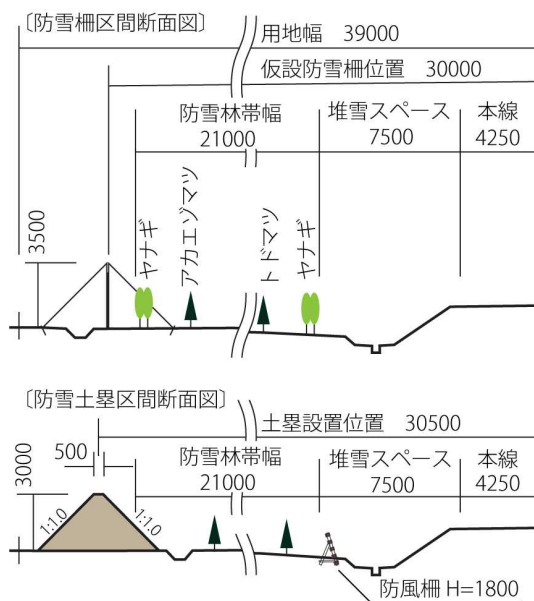 〔防雪柵区間断面図〕
用地幅 39000
仮設防雪柵位置 30000
防雪林帯幅 堆雪スペース 本線
21000 7500 4250
3500
ヤナギ
アカエゾマツ
トドマツ
ヤナギ
〔防雪土塁区間断面図〕
土塁設置位置 30500
500
防雪林帯幅 堆雪スペース 本線
21000 7500 4250
3000
1:1.0
1:1.0
防風柵 H=1800